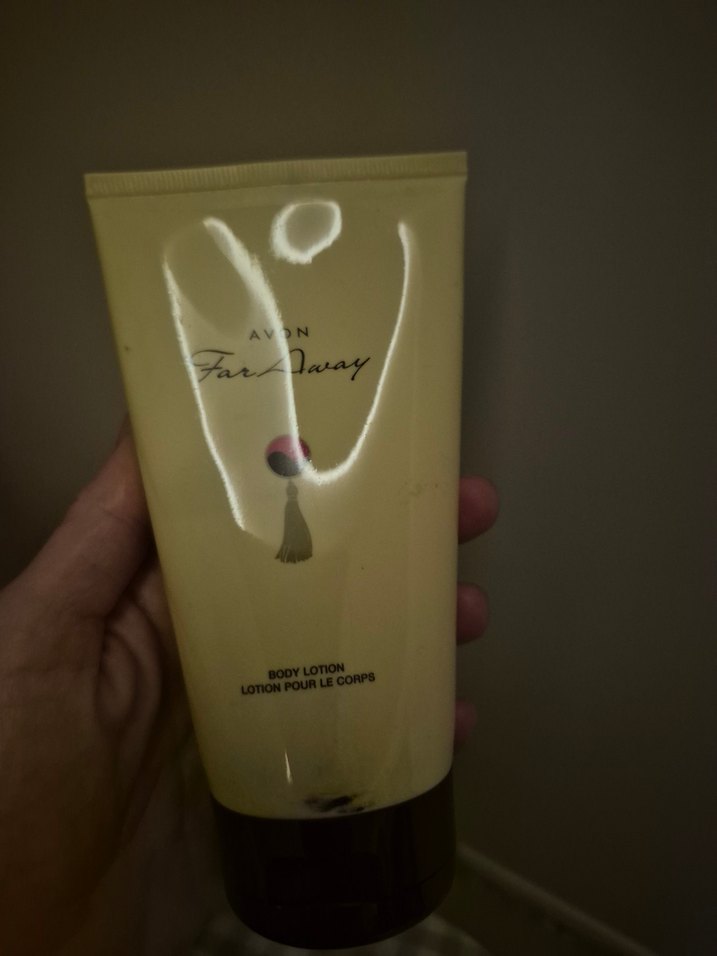 AVON
Far Away
BODY LOTION
LOTION POUR LE CORPS